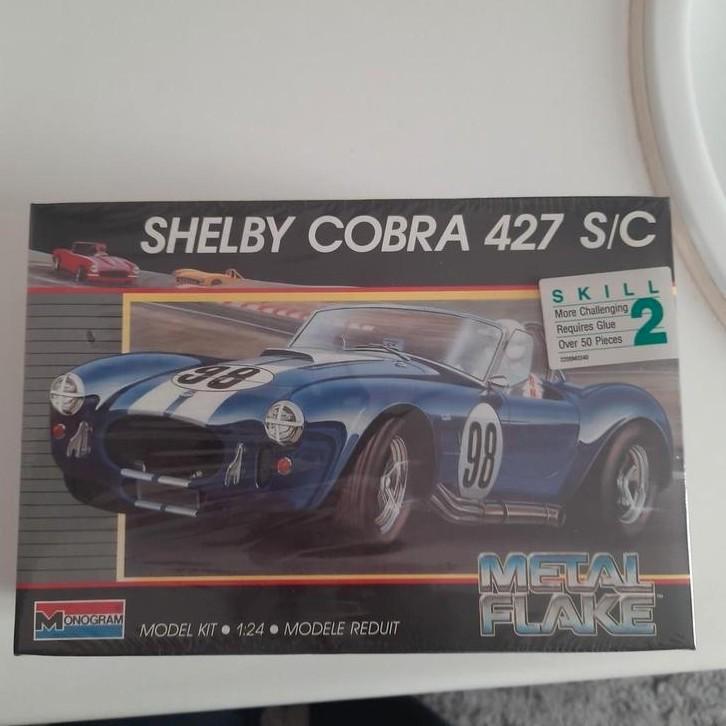 SHELBY COBRA 427 S/C
SKILL
More Challenging
Requires Glue
Over 50 Pieces
2
98
98
METAL
FLAKE™
MONOGRAM
MODEL KIT • 1:24 • MODELE REDUIT